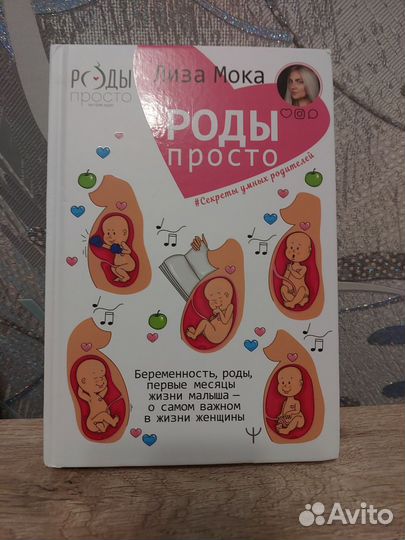 РОДЫ
просто
Лиза Мока
РОДЫ
просто
#Секреты умных родителей
Беременность, роды,
первые месяцы
жизни малыша —
о самом важном
в жизни женщины
Avito